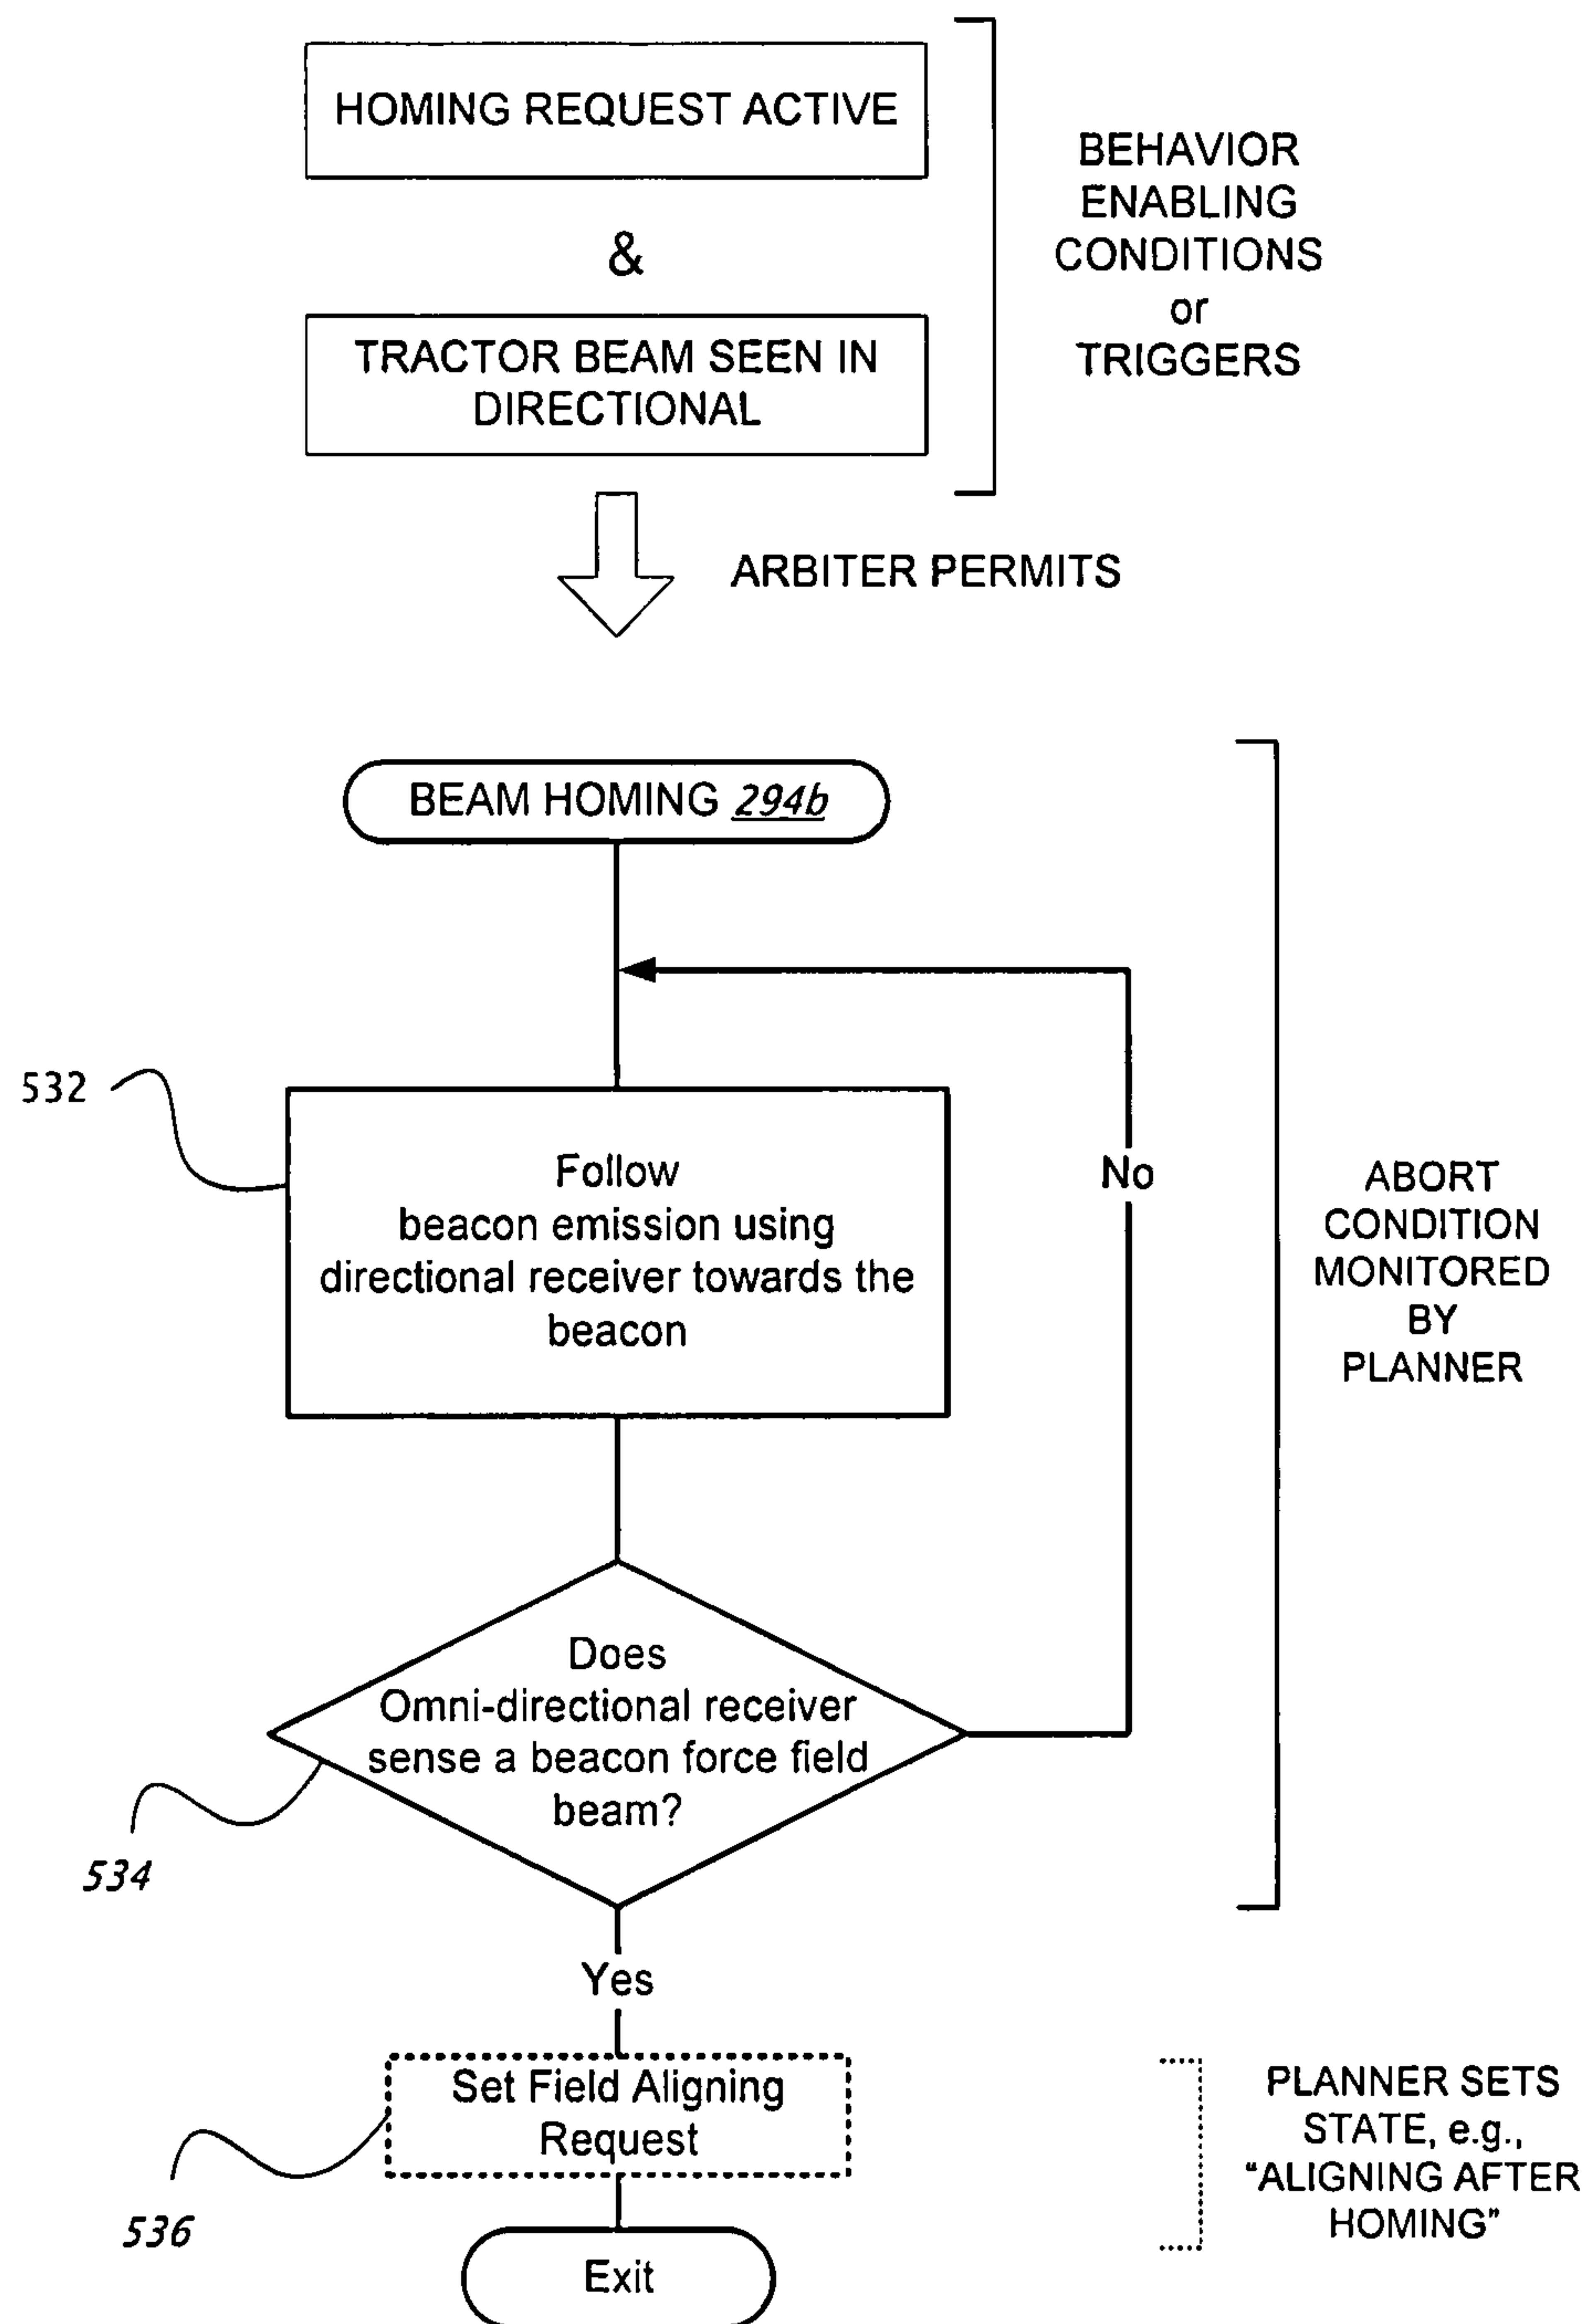 HOMING REQUEST ACTIVE
&
TRACTOR BEAM SEEN IN
DIRECTIONAL
BEHAVIOR
ENABLING
CONDITIONS
or
TRIGGERS
ARBITER PERMITS
BEAM HOMING 294b
532
Follow
beacon emission using
directional receiver towards the
beacon
No
ABORT
CONDITION
MONITORED
BY
PLANNER
Does
Omni-directional receiver
sense a beacon force field
beam?
534
Yes
Set Field Aligning
Request
536
PLANNER SETS
STATE, e.g.,
“ALIGNING AFTER
HOMING”
Exit